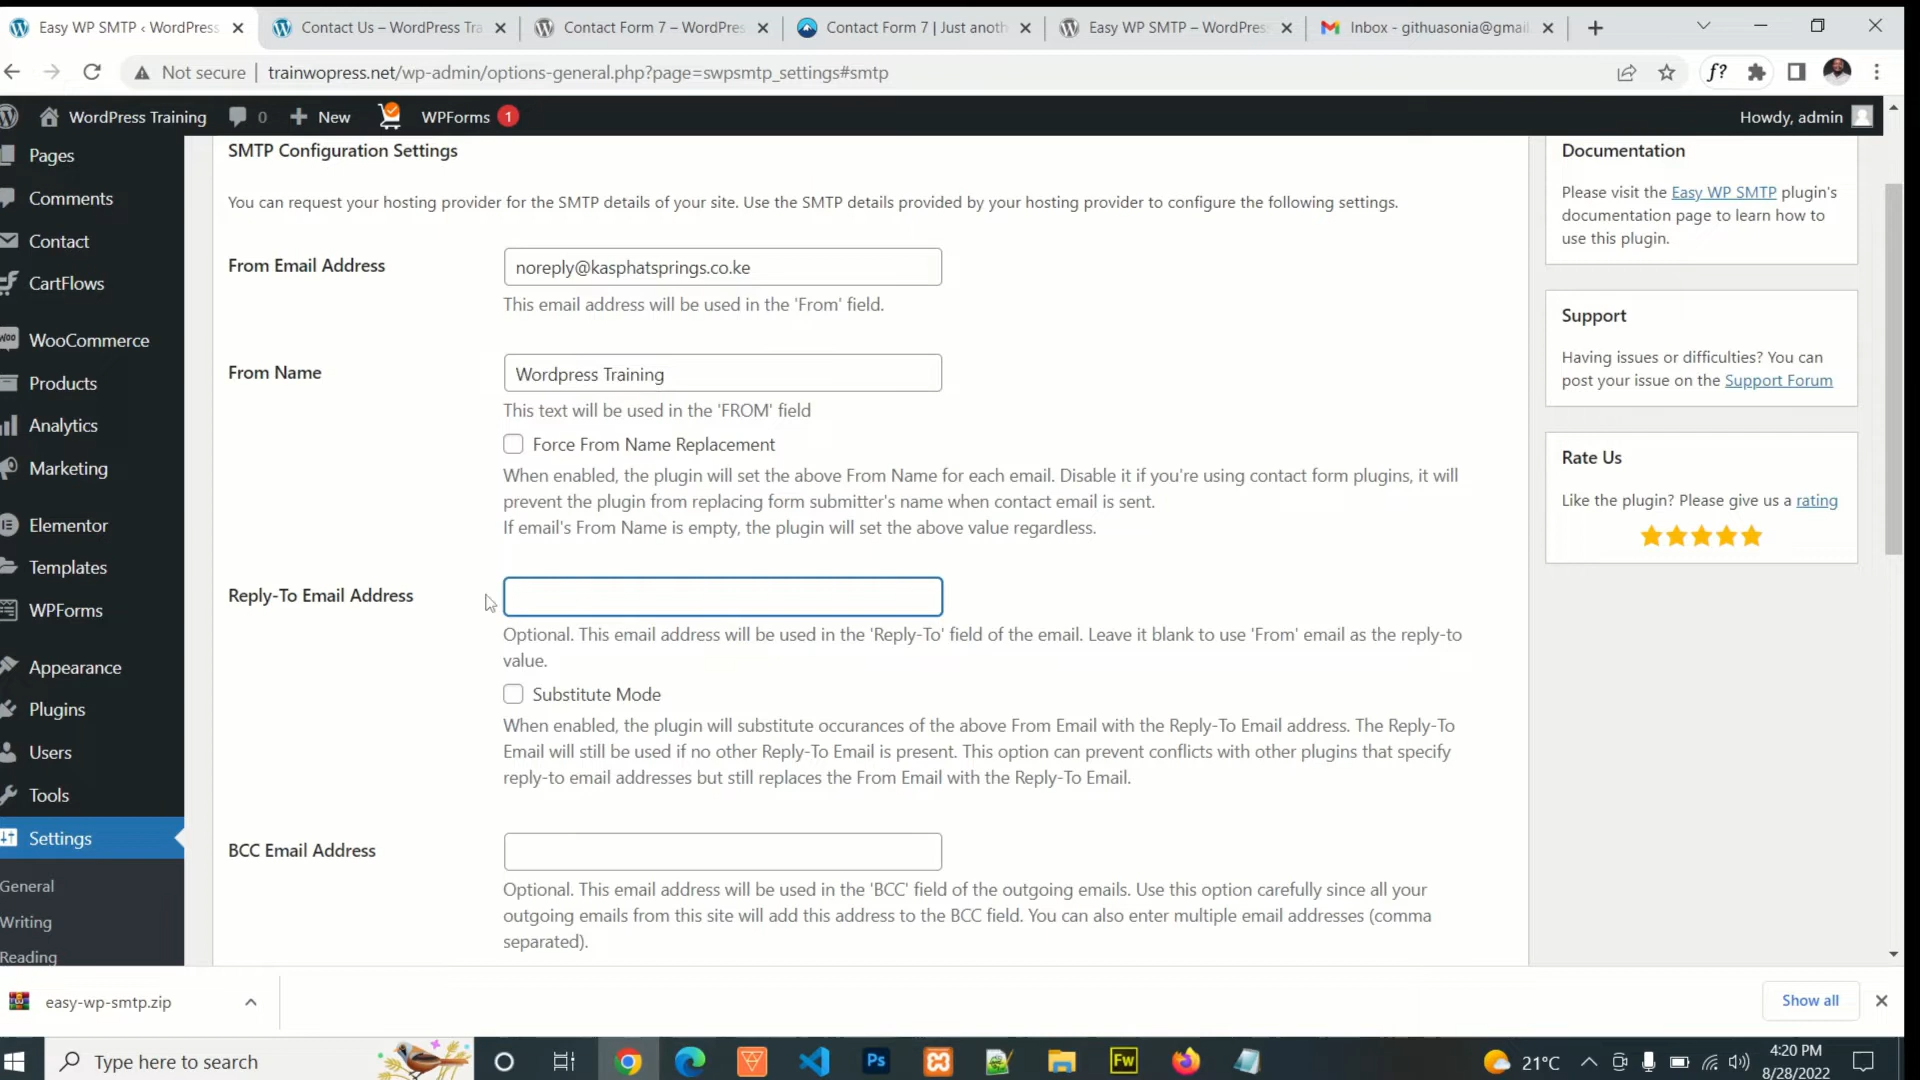 Easy WP SMTP ‹ WordPress
Contact Us – WordPress Tra
Contact Form 7 – WordPres
Contact Form 7 | Just anoth
Easy WP SMTP – WordPres
Inbox - githuasonia@gmail
Not secure
trainwopress.net/wp-admin/options-general.php?page=swpsmtp_settings#smtp
f?
WordPress Training
0
New
WPForms
1
Howdy, admin
Pages
Comments
Contact
CartFlows
WooCommerce
Products
Analytics
Marketing
Elementor
Templates
WPForms
Appearance
Plugins
Users
Tools
Settings
General
Writing
Reading
SMTP Configuration Settings
You can request your hosting provider for the SMTP details of your site. Use the SMTP details provided by your hosting provider to configure the following settings.
From Email Address
noreply@kasphatsprings.co.ke
This email address will be used in the 'From' field.
From Name
Wordpress Training
This text will be used in the 'FROM' field
Force From Name Replacement
When enabled, the plugin will set the above From Name for each email. Disable it if you're using contact form plugins, it will
prevent the plugin from replacing form submitter's name when contact email is sent.
If email's From Name is empty, the plugin will set the above value regardless.
Reply-To Email Address
Optional. This email address will be used in the 'Reply-To' field of the email. Leave it blank to use 'From' email as the reply-to
value.
Substitute Mode
When enabled, the plugin will substitute occurances of the above From Email with the Reply-To Email address. The Reply-To
Email will still be used if no other Reply-To Email is present. This option can prevent conflicts with other plugins that specify
reply-to email addresses but still replaces the From Email with the Reply-To Email.
BCC Email Address
Optional. This email address will be used in the 'BCC' field of the outgoing emails. Use this option carefully since all your
outgoing emails from this site will add this address to the BCC field. You can also enter multiple email addresses (comma
separated).
Documentation
Please visit the Easy WP SMTP plugin's
documentation page to learn how to
use this plugin.
Support
Having issues or difficulties? You can
post your issue on the Support Forum
Rate Us
Like the plugin? Please give us a rating
easy-wp-smtp.zip
Show all
Type here to search
Ps
Fw
21°C
4:20 PM
8/28/2022